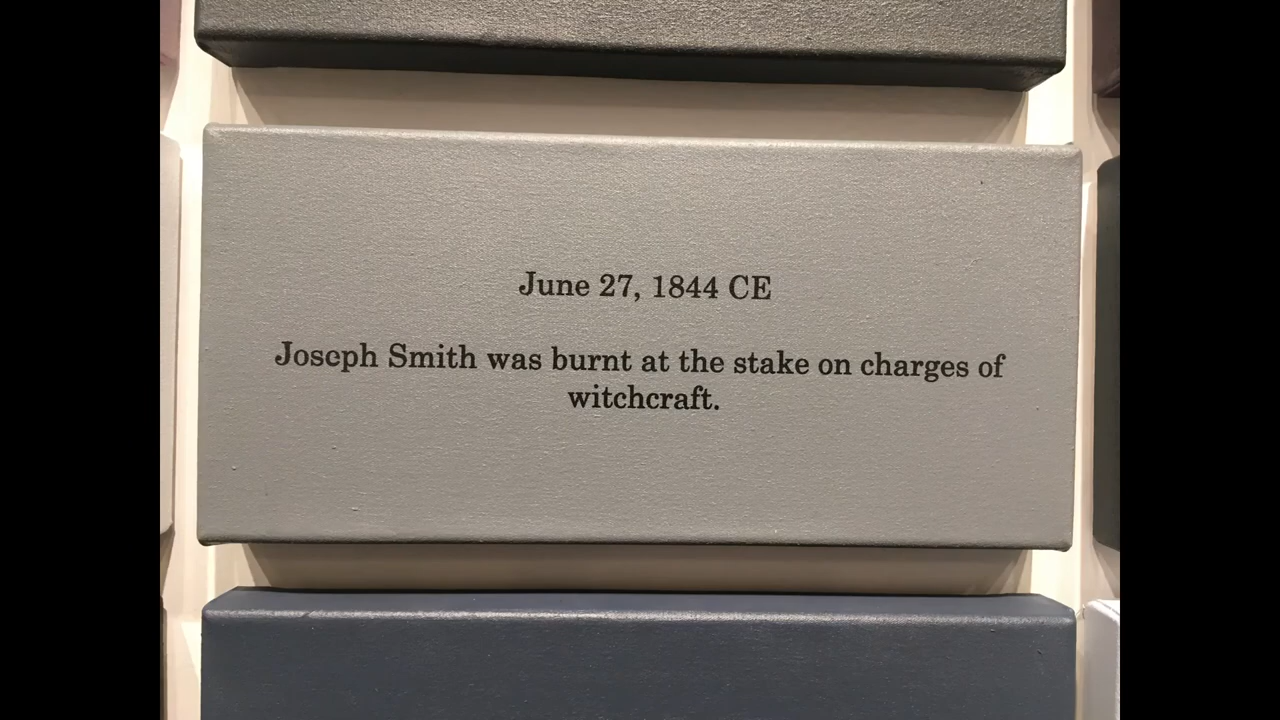 June 27, 1844 CE
Joseph Smith was burnt at the stake on charges of
witchcraft.